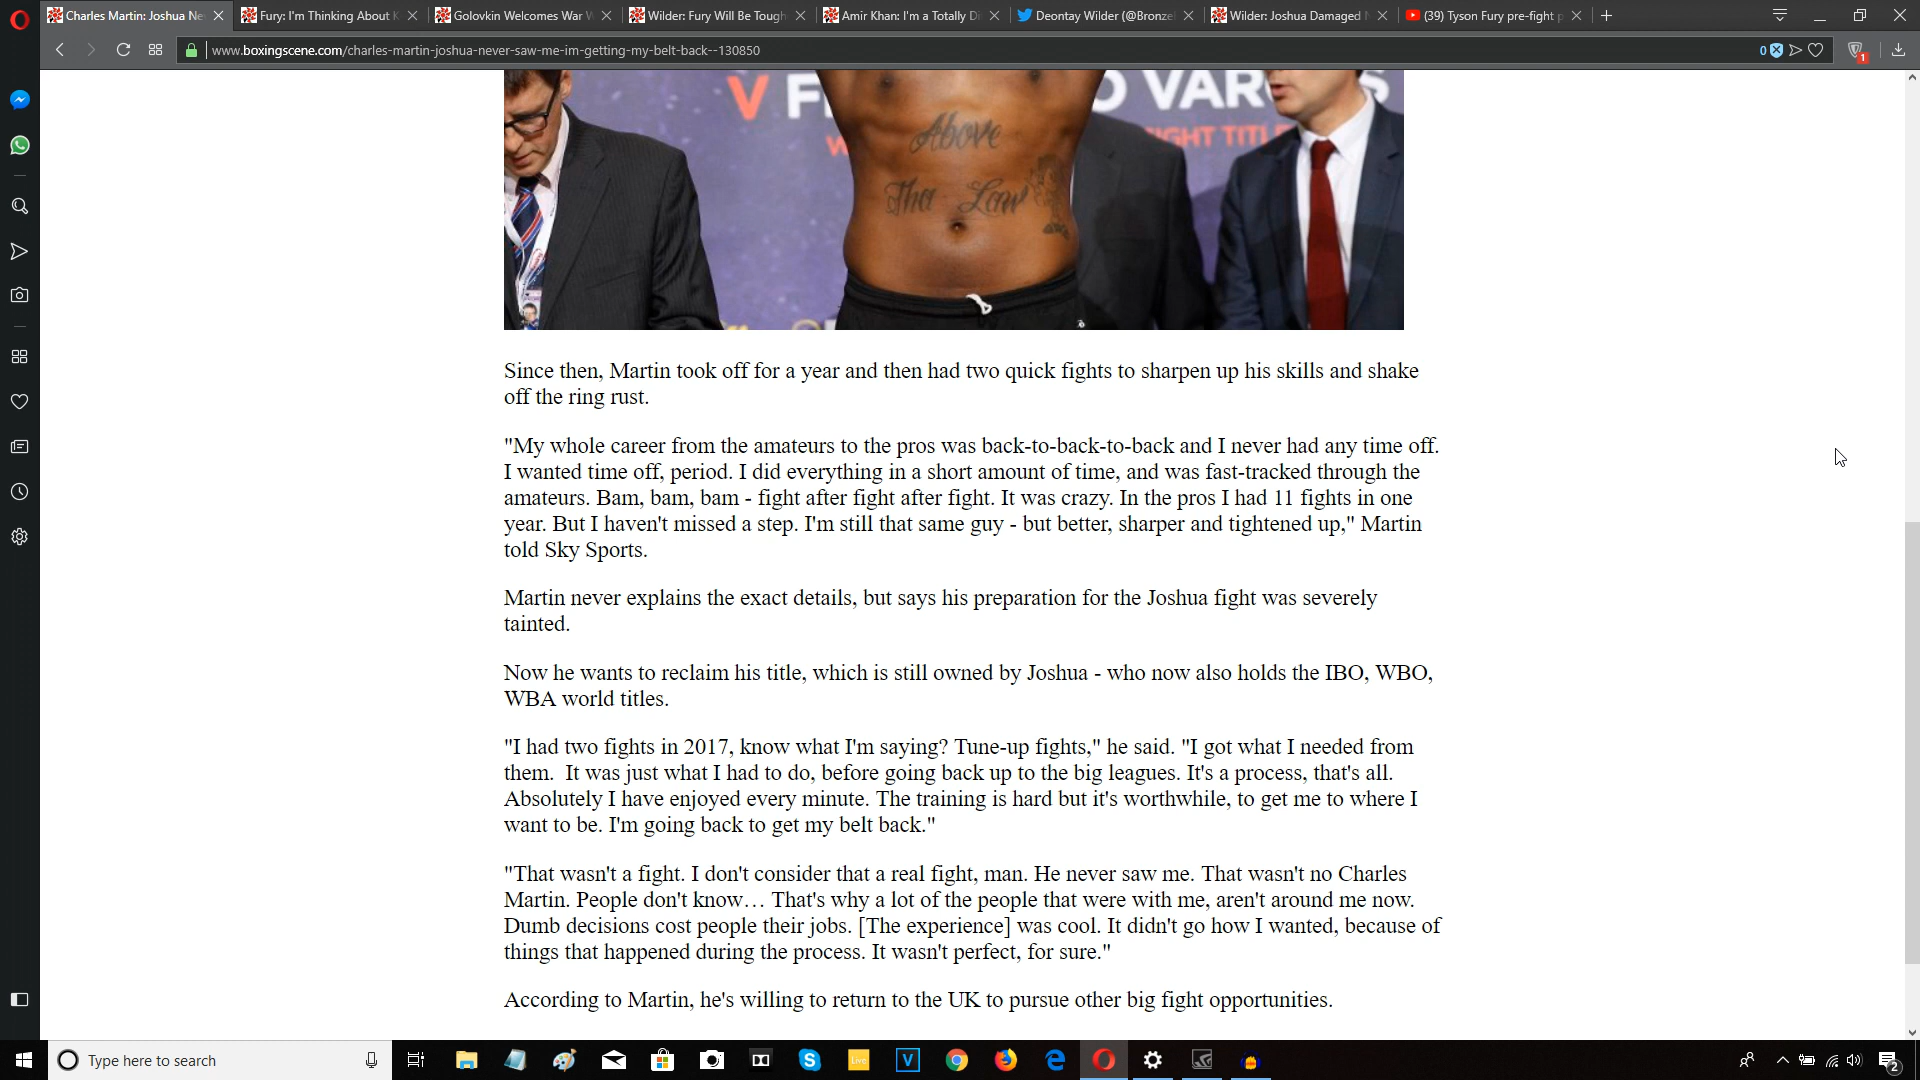 Charles Martin: Joshua Ne
Fury: I'm Thinking About K
Golovkin Welcomes War W
Wilder: Fury Will Be Tough
Amir Khan: I'm a Totally Di
Deontay Wilder (@Bronze
Wilder: Joshua Damaged
(39) Tyson Fury pre-fight p
www.boxingscene.com/charles-martin-joshua-never-saw-me-im-getting-my-belt-back--130850
0
1
V F
O VAR S
IGHT TITLE
Above
Tha Law
Since then, Martin took off for a year and then had two quick fights to sharpen up his skills and shake
off the ring rust.
"My whole career from the amateurs to the pros was back-to-back-to-back and I never had any time off.
I wanted time off, period. I did everything in a short amount of time, and was fast-tracked through the
amateurs. Bam, bam, bam - fight after fight after fight. It was crazy. In the pros I had 11 fights in one
year. But I haven't missed a step. I'm still that same guy - but better, sharper and tightened up," Martin
told Sky Sports.
Martin never explains the exact details, but says his preparation for the Joshua fight was severely
tainted.
Now he wants to reclaim his title, which is still owned by Joshua - who now also holds the IBO, WBO,
WBA world titles.
"I had two fights in 2017, know what I'm saying? Tune-up fights," he said. "I got what I needed from
them.  It was just what I had to do, before going back up to the big leagues. It's a process, that's all.
Absolutely I have enjoyed every minute. The training is hard but it's worthwhile, to get me to where I
want to be. I'm going back to get my belt back."
"That wasn't a fight. I don't consider that a real fight, man. He never saw me. That wasn't no Charles
Martin. People don't know… That's why a lot of the people that were with me, aren't around me now.
Dumb decisions cost people their jobs. [The experience] was cool. It didn't go how I wanted, because of
things that happened during the process. It wasn't perfect, for sure."
According to Martin, he's willing to return to the UK to pursue other big fight opportunities.
Type here to search
Live
V
2